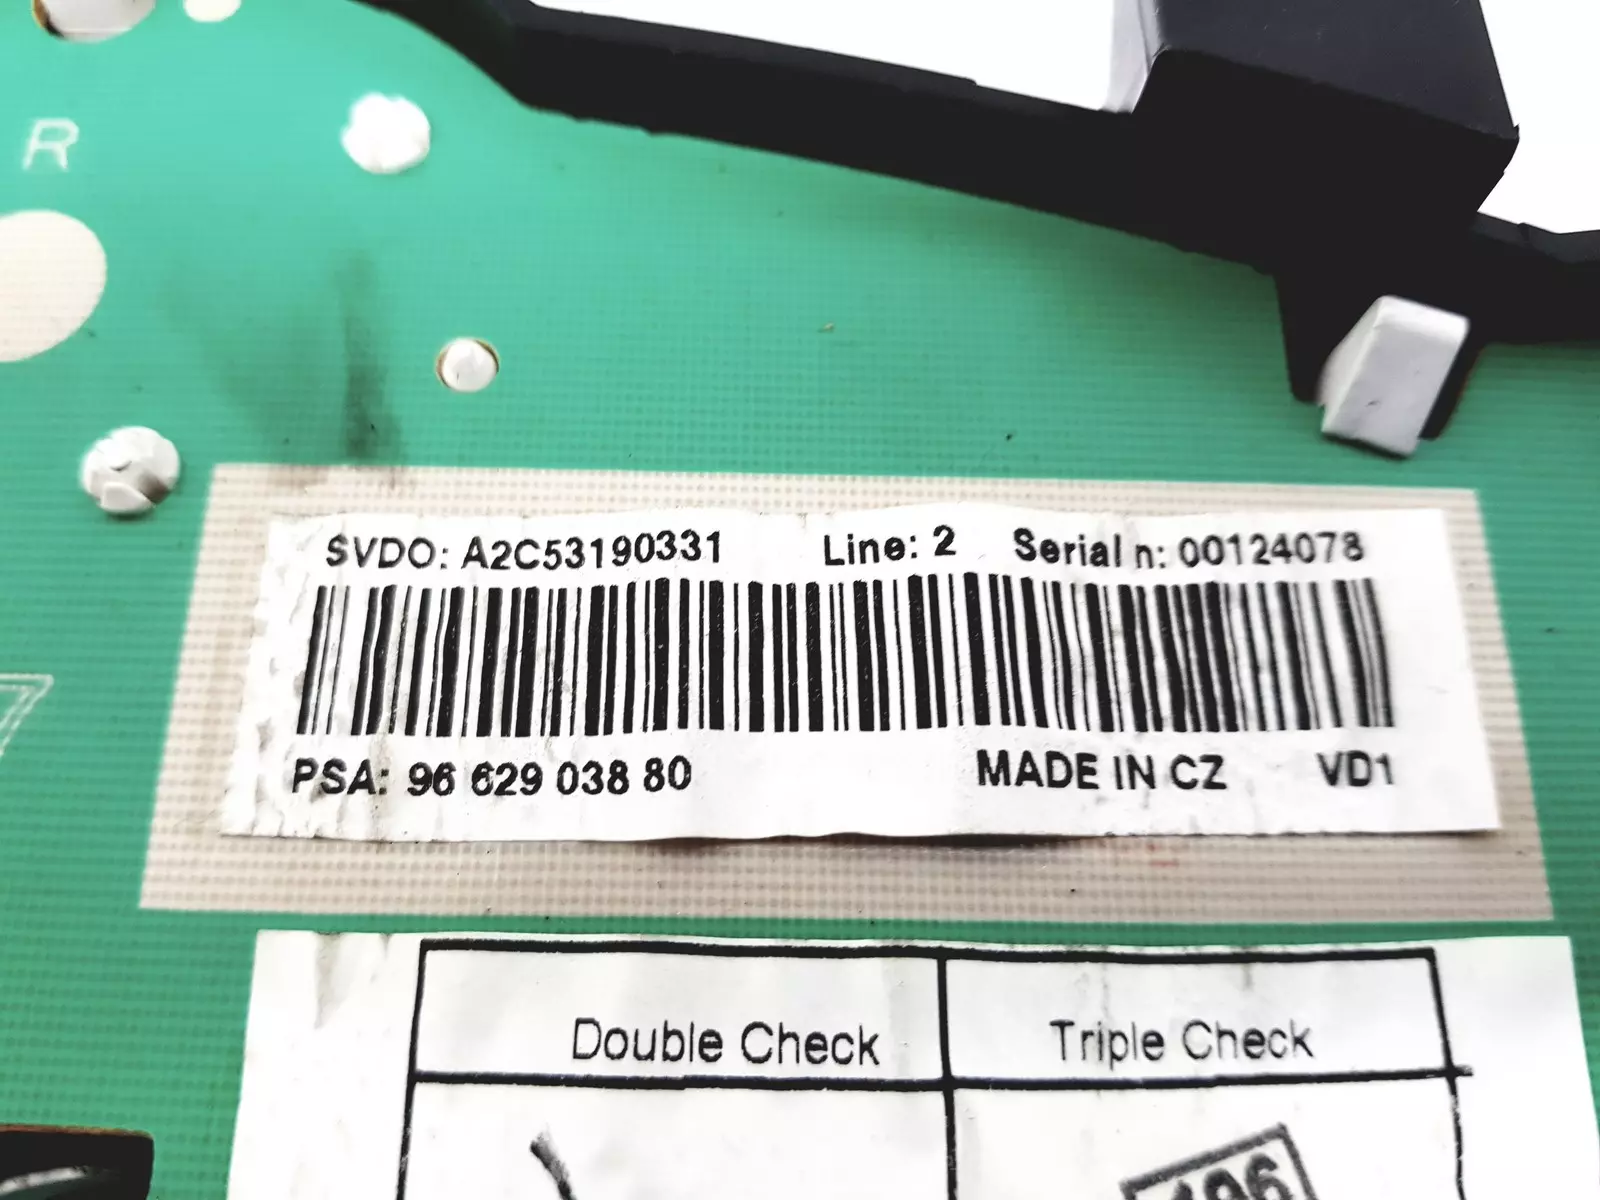 R
SVDO: A2C53190331 Line: 2 Serial n: 00124078
PSA: 96 629 038 80 MADE IN CZ VD1
Double Check Triple Check